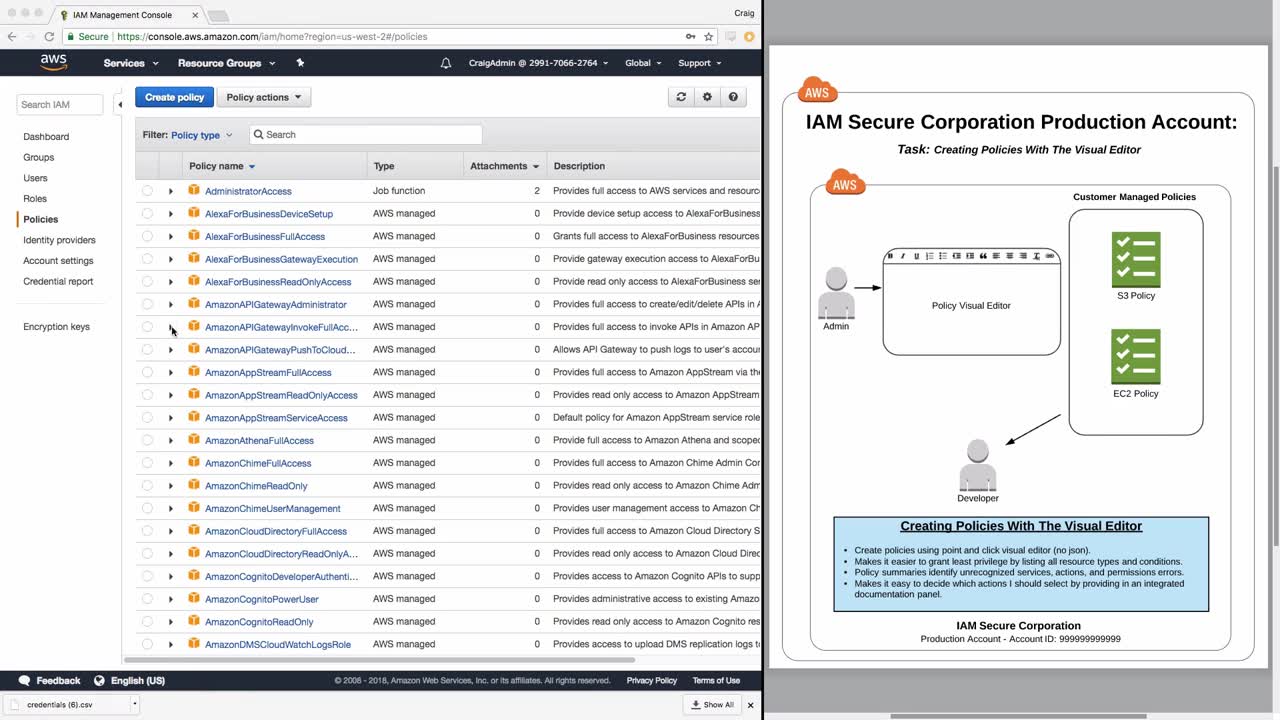 IAM Management Console
Craig
Secure | https://console.aws.amazon.com/iam/home?region=us-west-2#/policies
aws
Services
Resource Groups
CraigAdmin @ 2991-7066-2764
Global
Support
Search IAM
Dashboard
Groups
Users
Roles
Policies
Identity providers
Account settings
Credential report
Encryption keys
Create policy
Policy actions
Filter: Policy type
Search
Policy name Type Attachments Description
AdministratorAccess Job function 2 Provides full access to AWS services and resourc
AlexaForBusinessDeviceSetup AWS managed 0 Provide device setup access to AlexaForBusiness
AlexaForBusinessFullAccess AWS managed 0 Grants full access to AlexaForBusiness resources
AlexaForBusinessGatewayExecution AWS managed 0 Provide gateway execution access to AlexaForBu
AlexaForBusinessReadOnlyAccess AWS managed 0 Provide read only access to AlexaForBusiness ser
AmazonAPIGatewayAdministrator AWS managed 0 Provides full access to create/edit/delete APIs in A
AmazonAPIGatewayInvokeFullAcc... AWS managed 0 Provides full access to invoke APIs in Amazon AP
AmazonAPIGatewayPushToCloud... AWS managed 0 Allows API Gateway to push logs to user's accoun
AmazonAppStreamFullAccess AWS managed 0 Provides full access to Amazon AppStream via the
AmazonAppStreamReadOnlyAccess AWS managed 0 Provides read only access to Amazon AppStream
AmazonAppStreamServiceAccess AWS managed 0 Default policy for Amazon AppStream service role
AmazonAthenaFullAccess AWS managed 0 Provide full access to Amazon Athena and scoped
AmazonChimeFullAccess AWS managed 0 Provides full access to Amazon Chime Admin Con
AmazonChimeReadOnly AWS managed 0 Provides read only access to Amazon Chime Adm
AmazonChimeUserManagement AWS managed 0 Provides user management access to Amazon Ch
AmazonCloudDirectoryFullAccess AWS managed 0 Provides full access to Amazon Cloud Directory S
AmazonCloudDirectoryReadOnlyA... AWS managed 0 Provides read only access to Amazon Cloud Direc
AmazonCognitoDeveloperAuthenti... AWS managed 0 Provides access to Amazon Cognito APIs to supp
AmazonCognitoPowerUser AWS managed 0 Provides administrative access to existing Amazo
AmazonCognitoReadOnly AWS managed 0 Provides read only access to Amazon Cognito res
AmazonDMSCloudWatchLogsRole AWS managed 0 Provides access to upload DMS replication logs to
Feedback
English (US)
© 2008 - 2018, Amazon Web Services, Inc. or its affiliates. All rights reserved.
Privacy Policy
Terms of Use
credentials (6).csv
Show All
AWS
IAM Secure Corporation Production Account:
Task: Creating Policies With The Visual Editor
AWS
Customer Managed Policies
Policy Visual Editor
Admin
S3 Policy
EC2 Policy
Developer
Creating Policies With The Visual Editor
• Create policies using point and click visual editor (no json).
• Makes it easier to grant least privilege by listing all resource types and conditions.
• Policy summaries identify unrecognized services, actions, and permissions errors.
• Makes it easy to decide which actions I should select by providing in an integrated
documentation panel.
IAM Secure Corporation
Production Account - Account ID: 999999999999